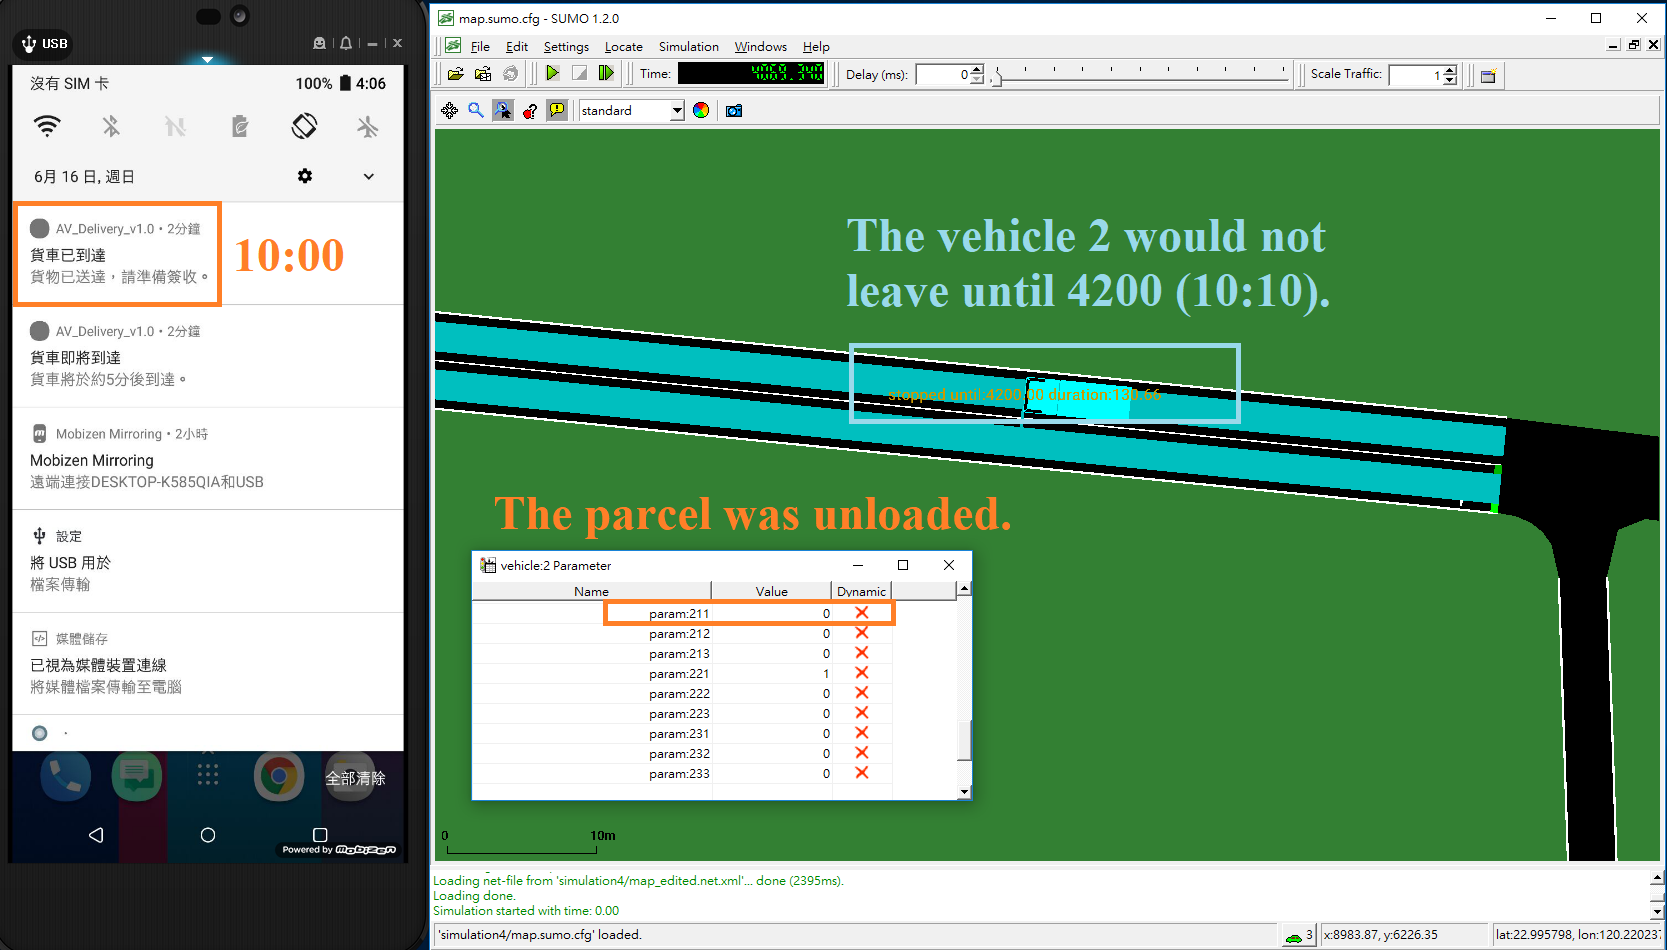 USB
沒有 SIM 卡
100% 4:06
6月 16 日, 週日
AV_Delivery_v1.0 • 2分鐘
貨車已到達
貨物已送達，請準備簽收。
10:00
AV_Delivery_v1.0 • 2分鐘
貨車即將到達
貨車將於約5分後到達。
Mobizen Mirroring • 2小時
Mobizen Mirroring
遠端連接DESKTOP-K585QIA和USB
設定
將 USB 用於
檔案傳輸
媒體儲存
已視為媒體裝置連線
將媒體檔案傳輸至電腦
全部清除
Powered by mobizen
map.sumo.cfg - SUMO 1.2.0
File Edit Settings Locate Simulation Windows Help
Time: 4069.340 Delay (ms): 0 Scale Traffic: 1
standard
The vehicle 2 would not
leave until 4200 (10:10).
stopped until:4200.00 duration:130.66
The parcel was unloaded.
vehicle:2 Parameter
Name Value Dynamic
param:211 0
param:212 0
param:213 0
param:221 1
param:222 0
param:223 0
param:231 0
param:232 0
param:233 0
0 10m
Loading net-file from 'simulation4/map_edited.net.xml'... done (2395ms).
Loading done.
Simulation started with time: 0.00
'simulation4/map.sumo.cfg' loaded.
3 x:8983.87, y:6226.35 lat:22.995798, lon:120.220237